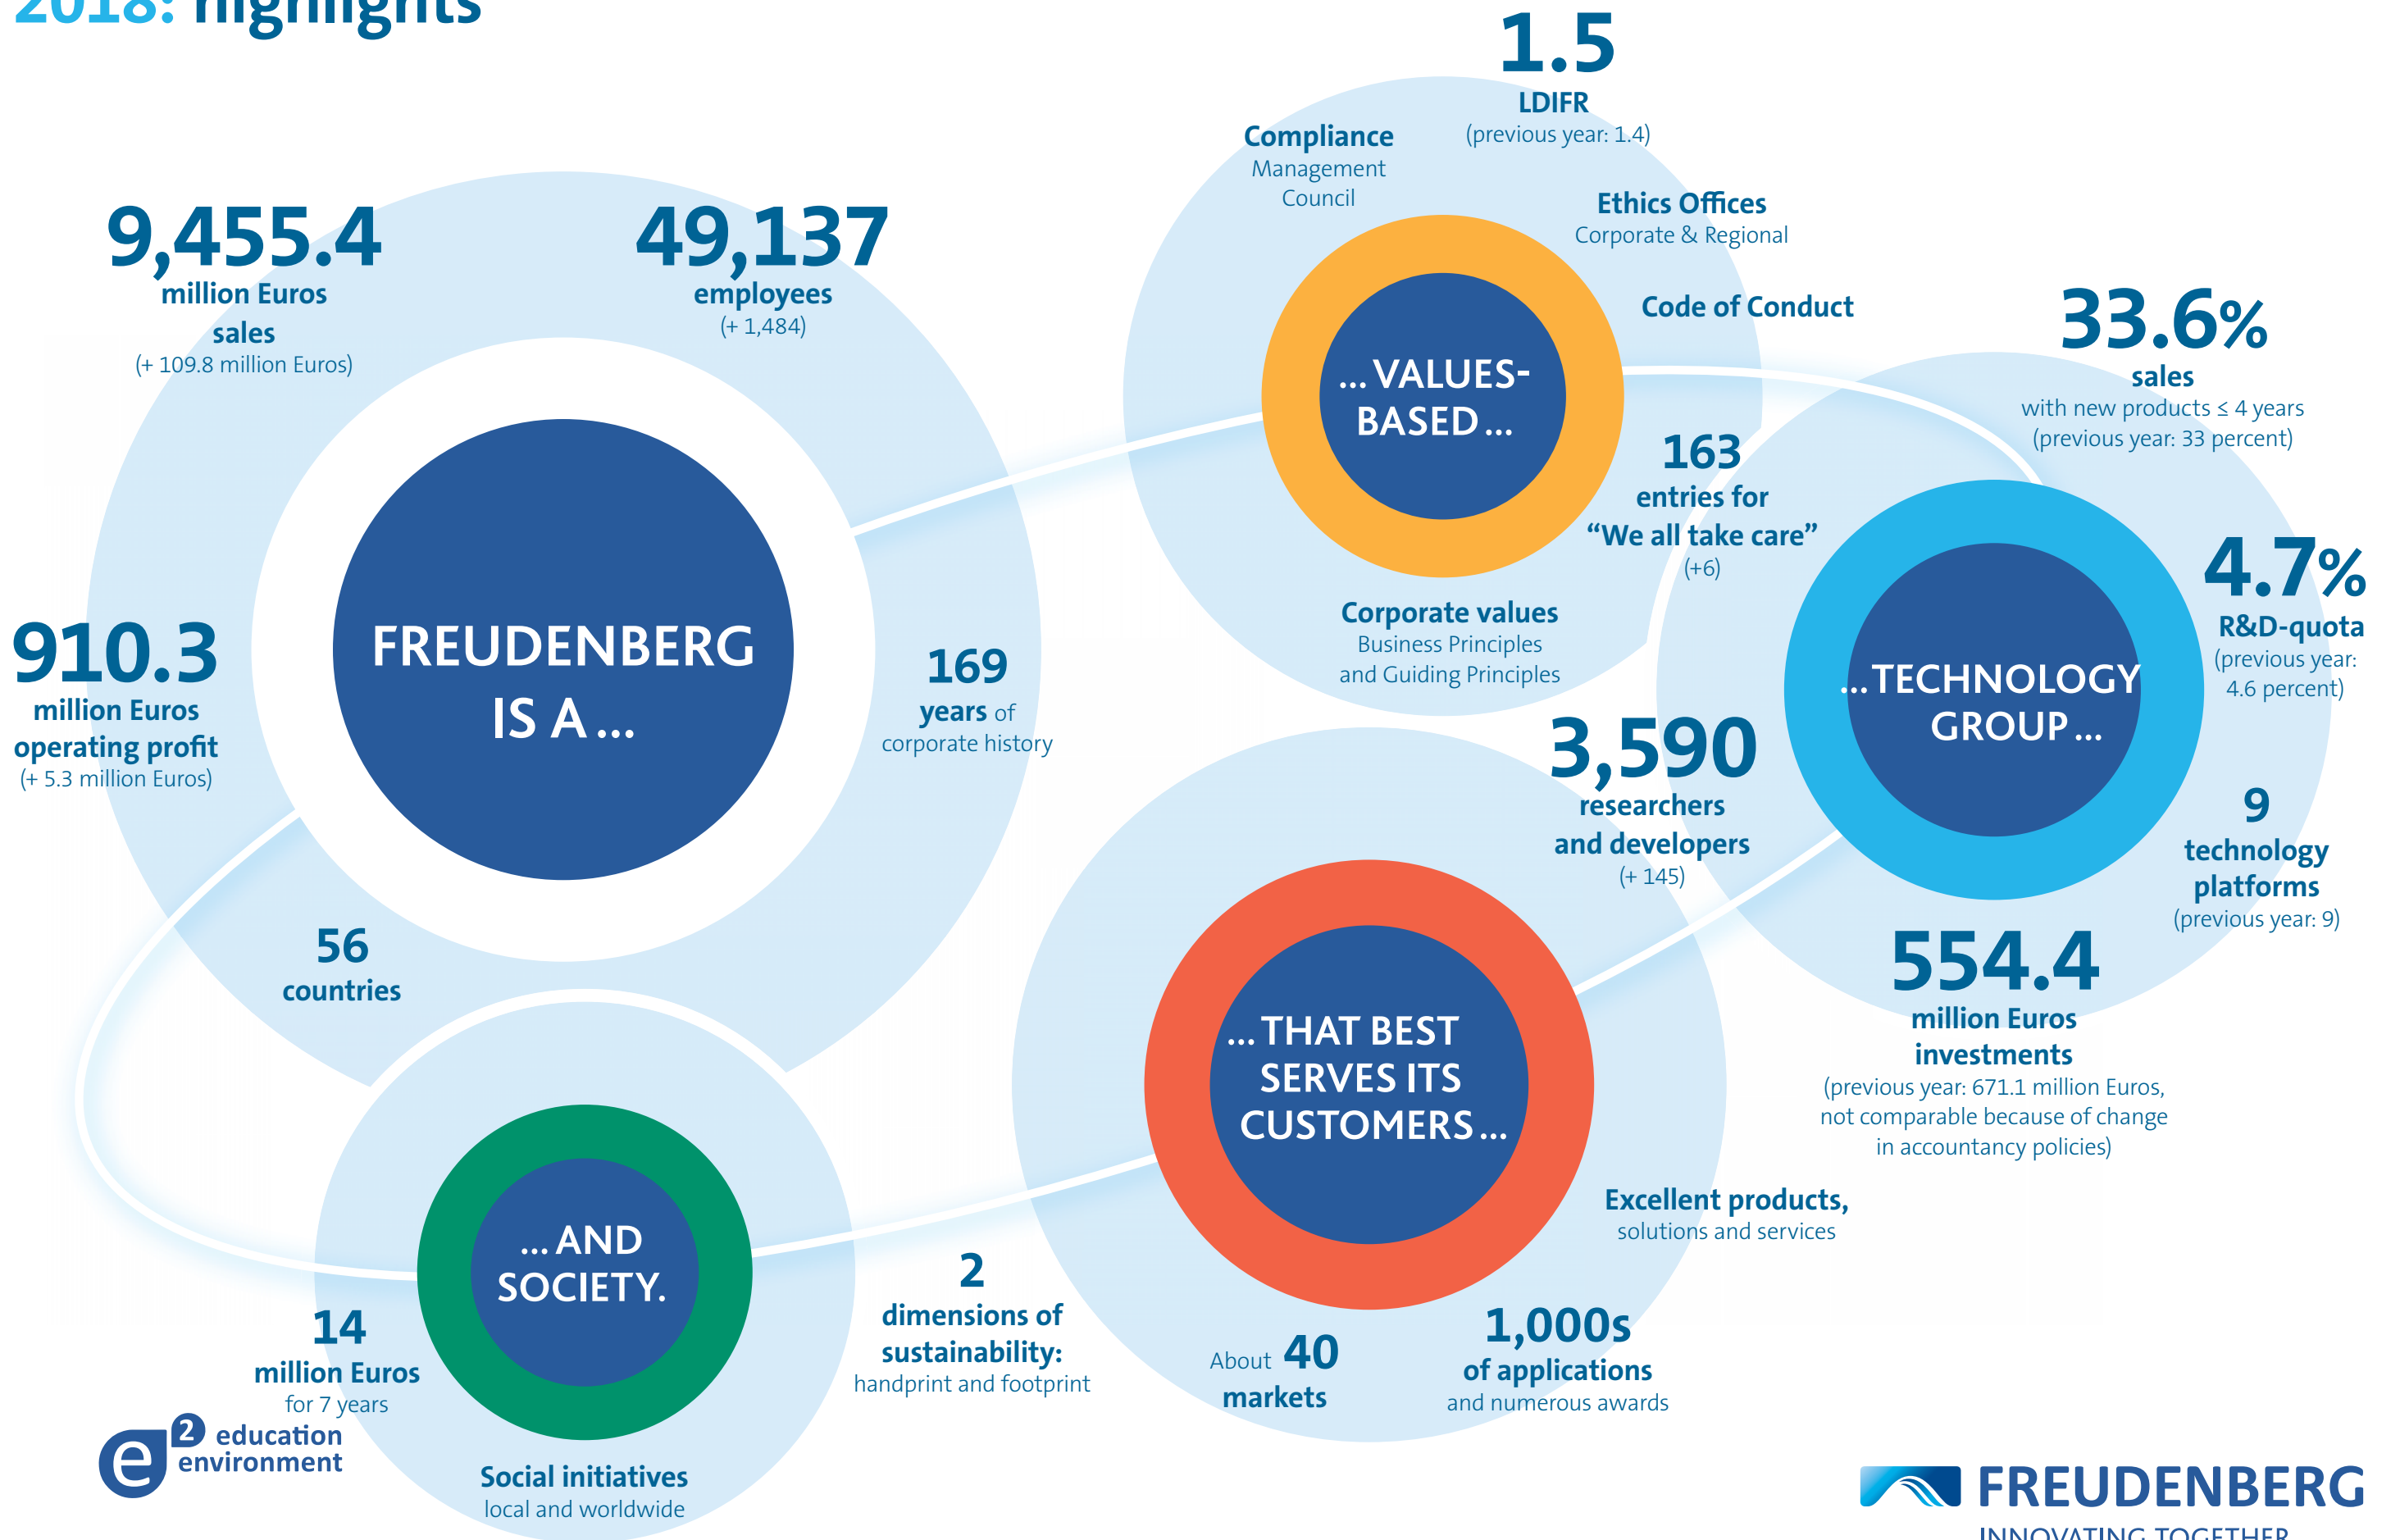 2018: highlights
9,455.4
million Euros
sales
(+ 109.8 million Euros)
49,137
employees
(+ 1,484)
910.3
million Euros
operating profit
(+ 5.3 million Euros)
FREUDENBERG
IS A ...
169
years of
corporate history
56
countries
1.5
LDIFR
(previous year: 1.4)
Compliance
Management
Council
Ethics Offices
Corporate & Regional
Code of Conduct
... VALUES-
BASED ...
163
entries for
“We all take care”
(+6)
Corporate values
Business Principles
and Guiding Principles
33.6%
sales
with new products ≤ 4 years
(previous year: 33 percent)
4.7%
R&D-quota
(previous year:
4.6 percent)
... TECHNOLOGY
GROUP ...
3,590
researchers
and developers
(+ 145)
9
technology
platforms
(previous year: 9)
554.4
million Euros
investments
(previous year: 671.1 million Euros,
not comparable because of change
in accountancy policies)
... THAT BEST
SERVES ITS
CUSTOMERS ...
Excellent products,
solutions and services
1,000s
of applications
and numerous awards
About 40
markets
2
dimensions of
sustainability:
handprint and footprint
... AND
SOCIETY.
14
million Euros
for 7 years
e2 education
environment
Social initiatives
local and worldwide
FREUDENBERG
INNOVATING TOGETHER